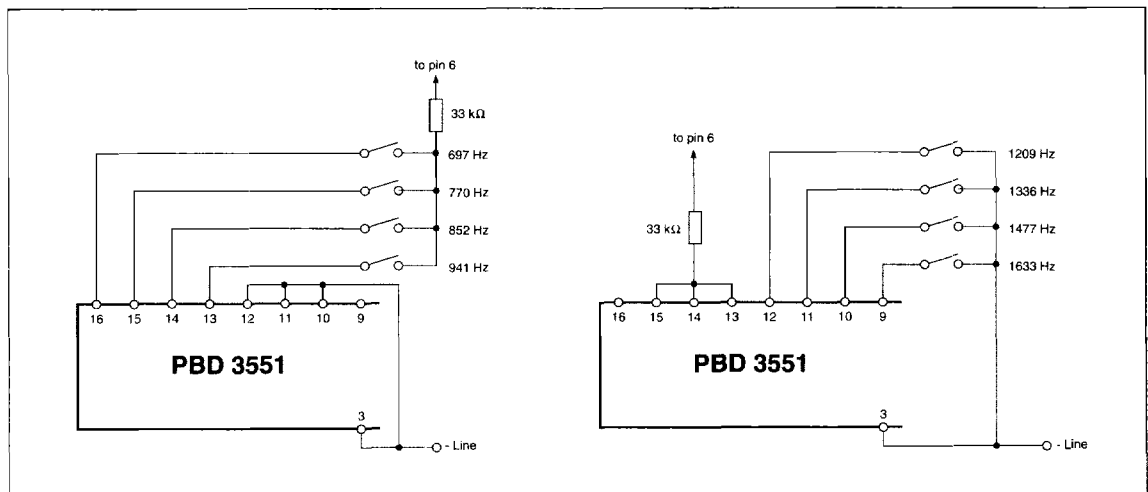 to pin 6
33 kΩ
697 Hz
770 Hz
852 Hz
941 Hz
16 15 14 13 12 11 10 9
PBD 3551
3
- Line
to pin 6
33 kΩ
1209 Hz
1336 Hz
1477 Hz
1633 Hz
16 15 14 13 12 11 10 9
PBD 3551
3
- Line